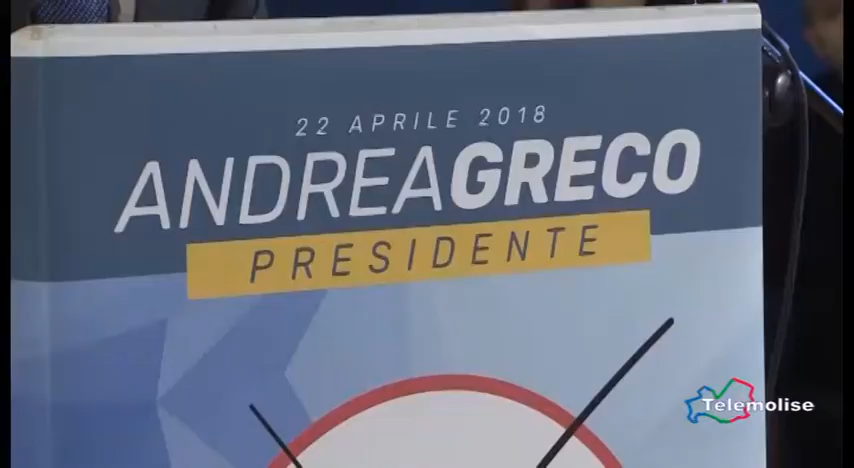 22 APRILE 2018
ANDREAGRECO
PRESIDENTE
Telemolise